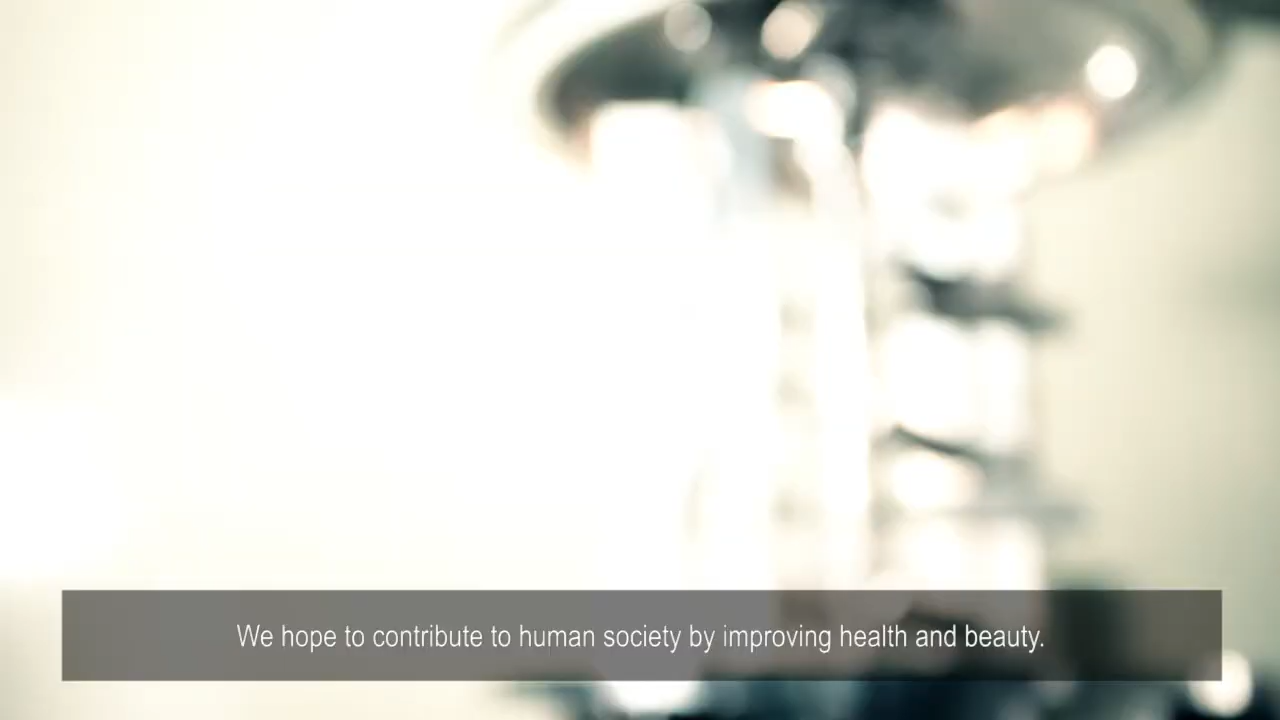 We hope to contribute to human society by improving health and beauty.